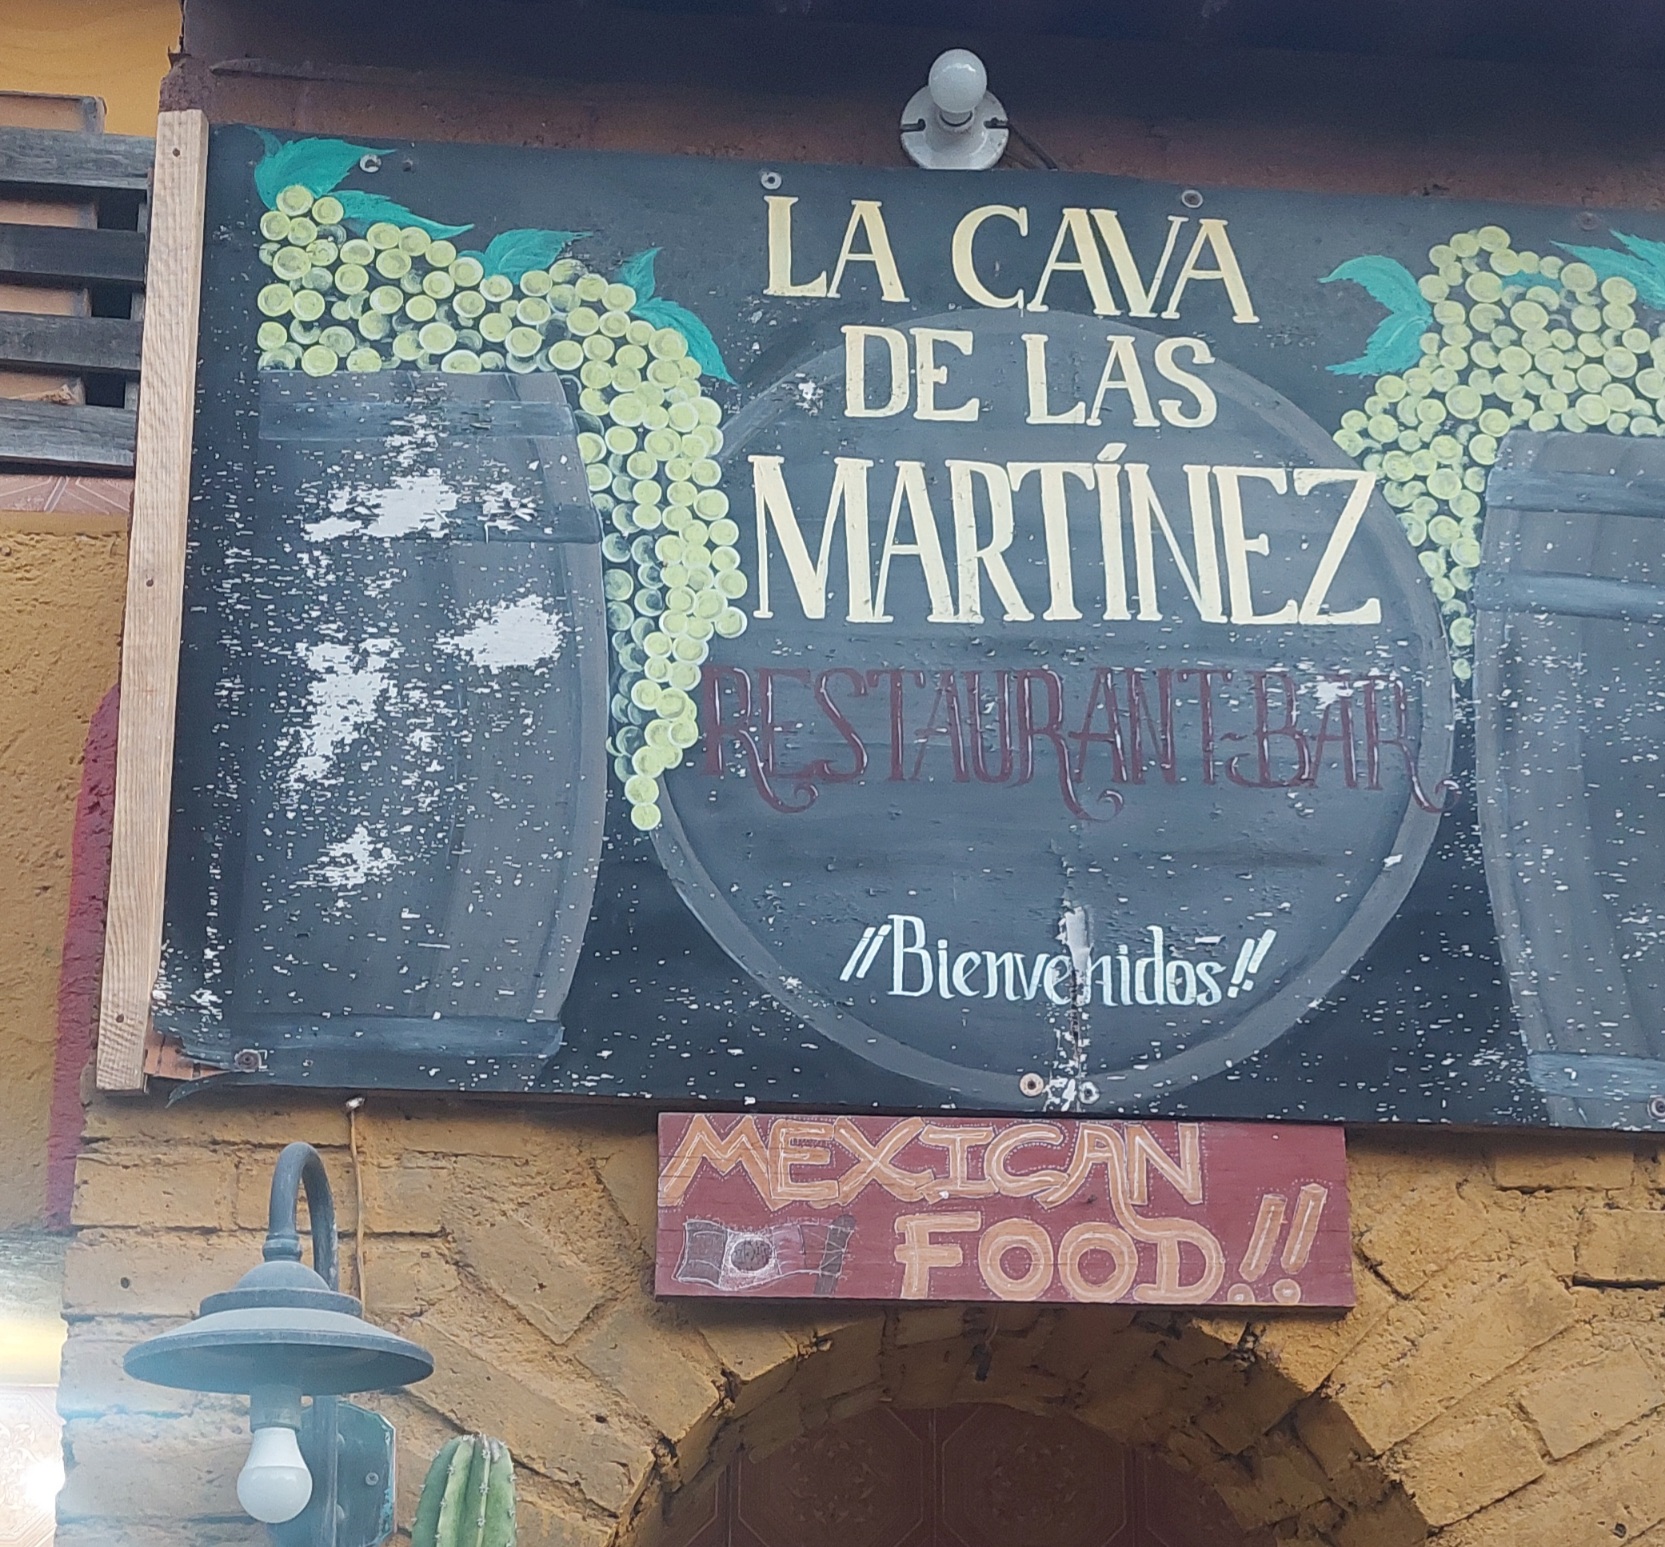 LA CAVA
DE LAS
MARTÍNEZ
RESTAURANT-BAR
¡¡Bienvenidos!!
MEXICAN
FOOD!!